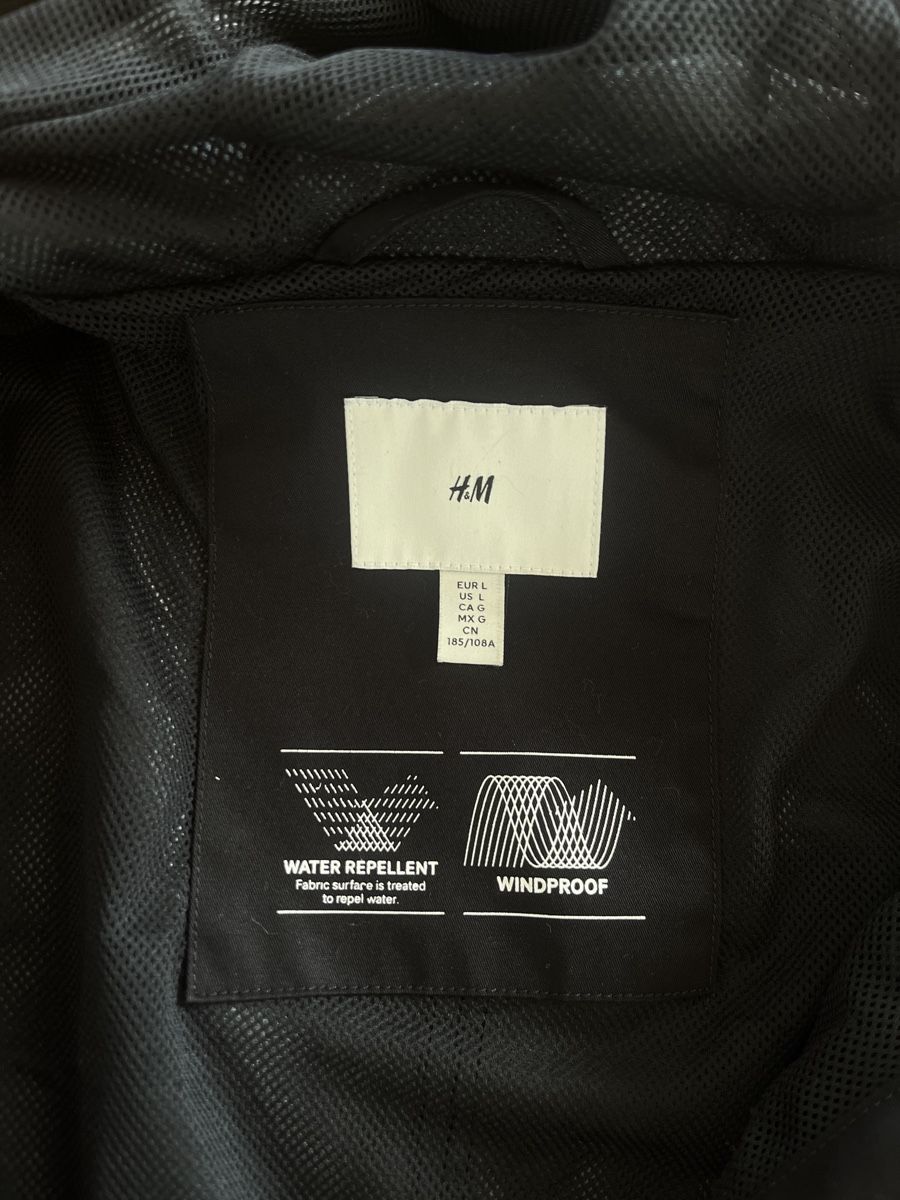 H&M
EUR L
US L
CA G
MX G
CN
185/108A
WATER REPELLENT
Fabric surface is treated
to repel water.
WINDPROOF